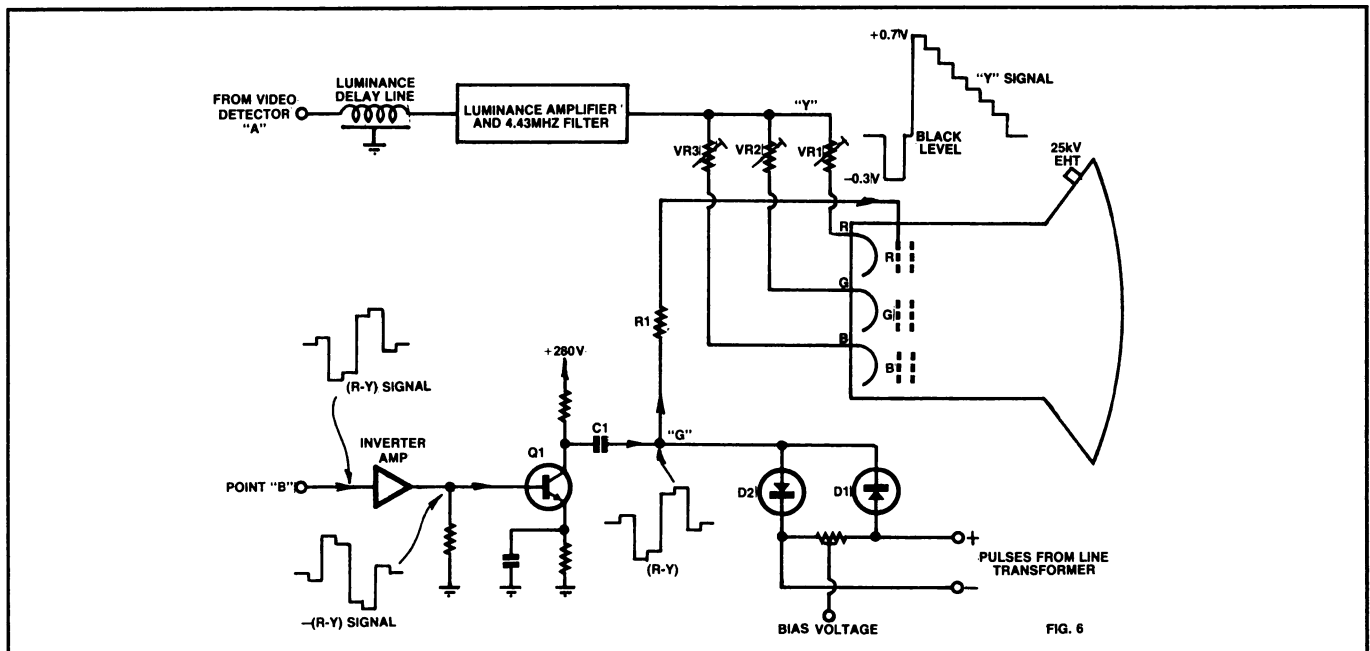 +0.7V
"Y" SIGNAL
LUMINANCE
DELAY LINE
FROM VIDEO
DETECTOR
"A"
LUMINANCE AMPLIFIER
AND 4.43MHZ FILTER
"Y"
BLACK
LEVEL
-0.3V
VR3
VR2
VR1
25kV
EHT
R
R
G
G
B
B
R1
+280V
(R-Y) SIGNAL
INVERTER
AMP
Q1
C1
"G"
POINT "B"
D2
D1
(R-Y)
+
PULSES FROM LINE
TRANSFORMER
–
—(R-Y) SIGNAL
BIAS VOLTAGE
FIG. 6